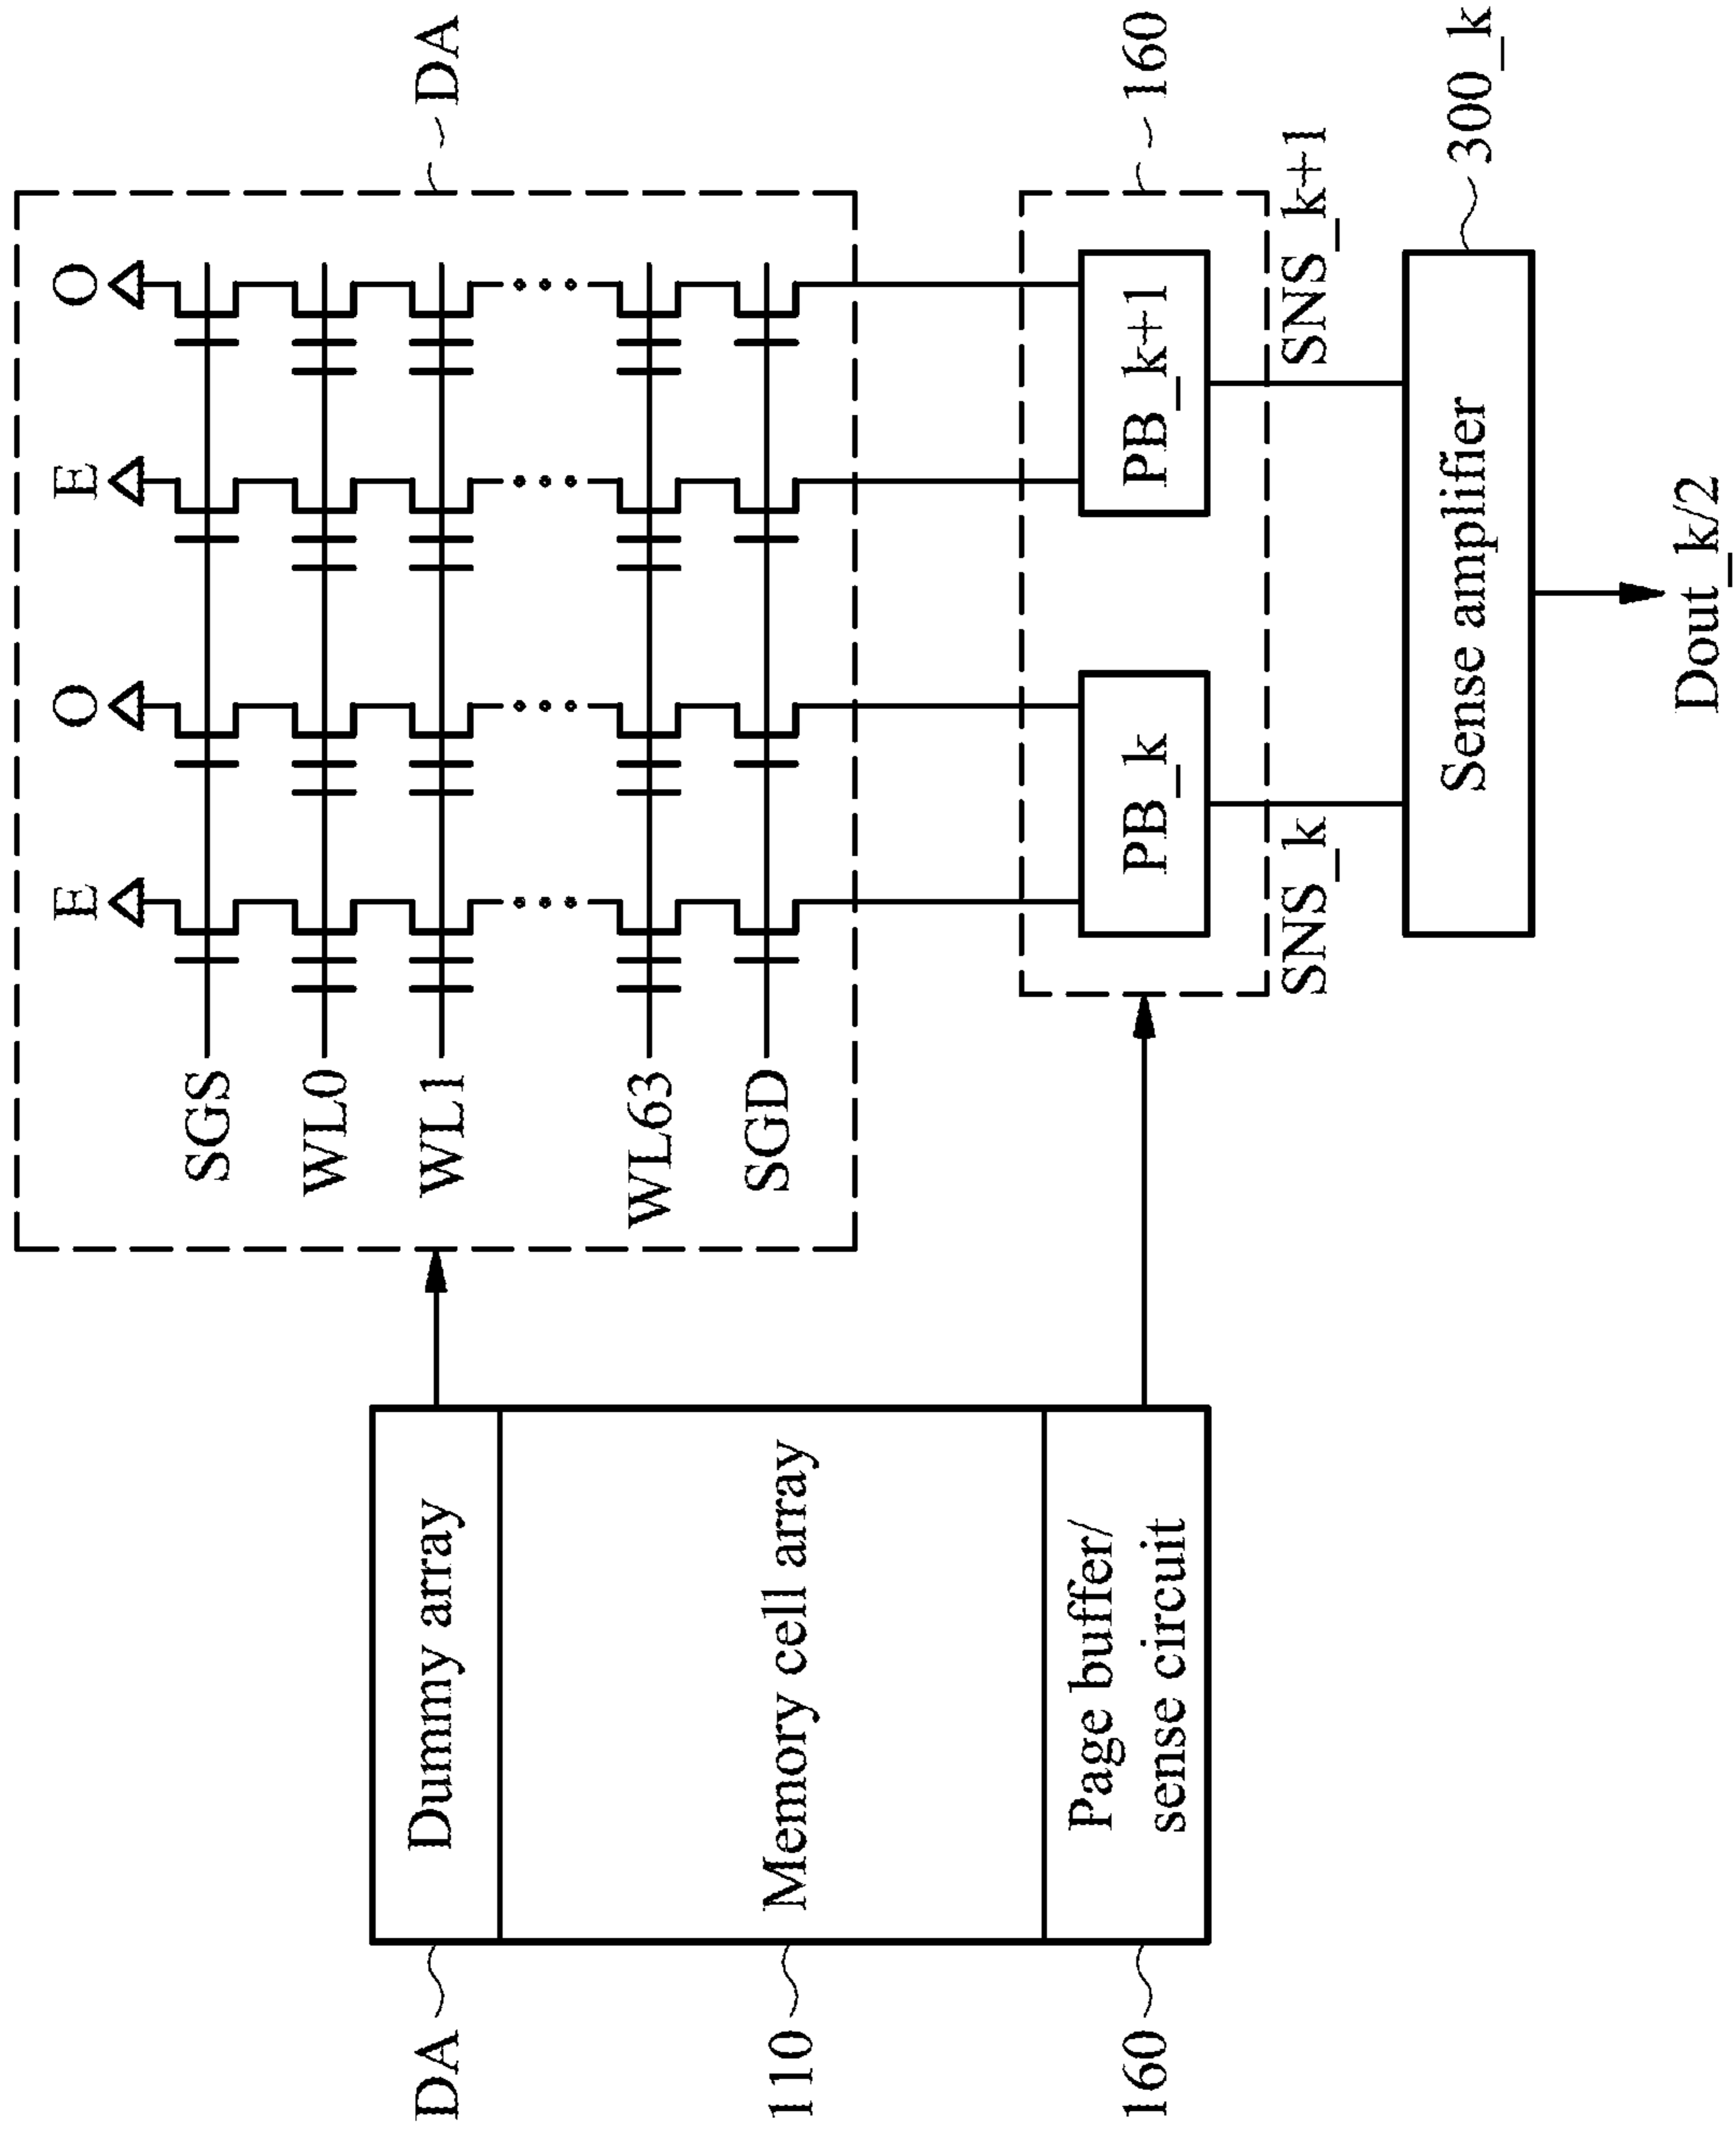 DA
Dummy array
110
Memory cell array
160
Page buffer/
sense circuit
E
O
E
O
SGS
WL0
WL1
WL63
SGD
DA
PB_k
PB_k+1
160
SNS_k
SNS_k+1
Sense amplifier
300_k
Dout_k/2